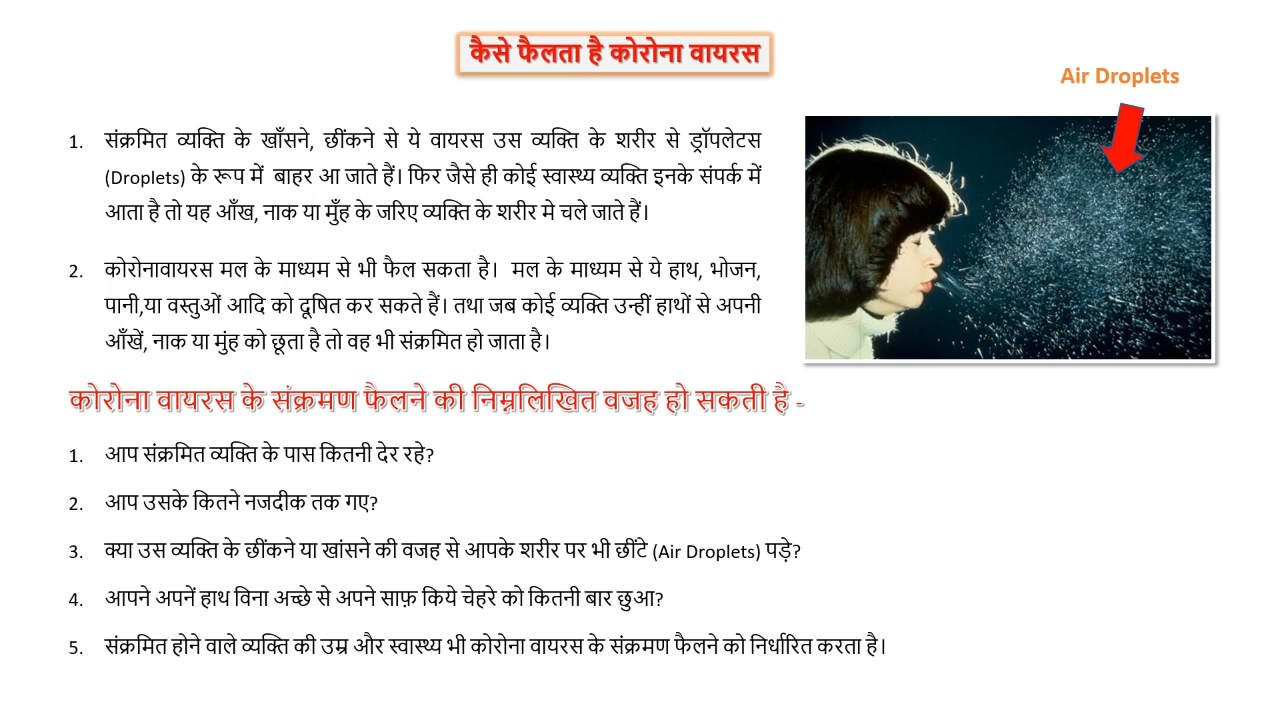 कैसे फैलता है कोरोना वायरस
Air Droplets
1. संक्रमित व्यक्ति के खाँसने, छींकने से ये वायरस उस व्यक्ति के शरीर से ड्रॉपलेटस
(Droplets) के रूप में बाहर आ जाते हैं। फिर जैसे ही कोई स्वास्थ्य व्यक्ति इनके संपर्क में
आता है तो यह आँख, नाक या मुँह के जरिए व्यक्ति के शरीर मे चले जाते हैं।
2. कोरोनावायरस मल के माध्यम से भी फैल सकता है। मल के माध्यम से ये हाथ, भोजन,
पानी,या वस्तुओं आदि को दूषित कर सकते हैं। तथा जब कोई व्यक्ति उन्हीं हाथों से अपनी
आँखें, नाक या मुंह को छूता है तो वह भी संक्रमित हो जाता है।
कोरोना वायरस के संक्रमण फैलने की निम्नलिखित वजह हो सकती है -
1. आप संक्रमित व्यक्ति के पास कितनी देर रहे?
2. आप उसके कितने नजदीक तक गए?
3. क्या उस व्यक्ति के छींकने या खांसने की वजह से आपके शरीर पर भी छींटे (Air Droplets) पड़े?
4. आपने अपनें हाथ विना अच्छे से अपने साफ़ किये चेहरे को कितनी बार छुआ?
5. संक्रमित होने वाले व्यक्ति की उम्र और स्वास्थ्य भी कोरोना वायरस के संक्रमण फैलने को निर्धारित करता है।